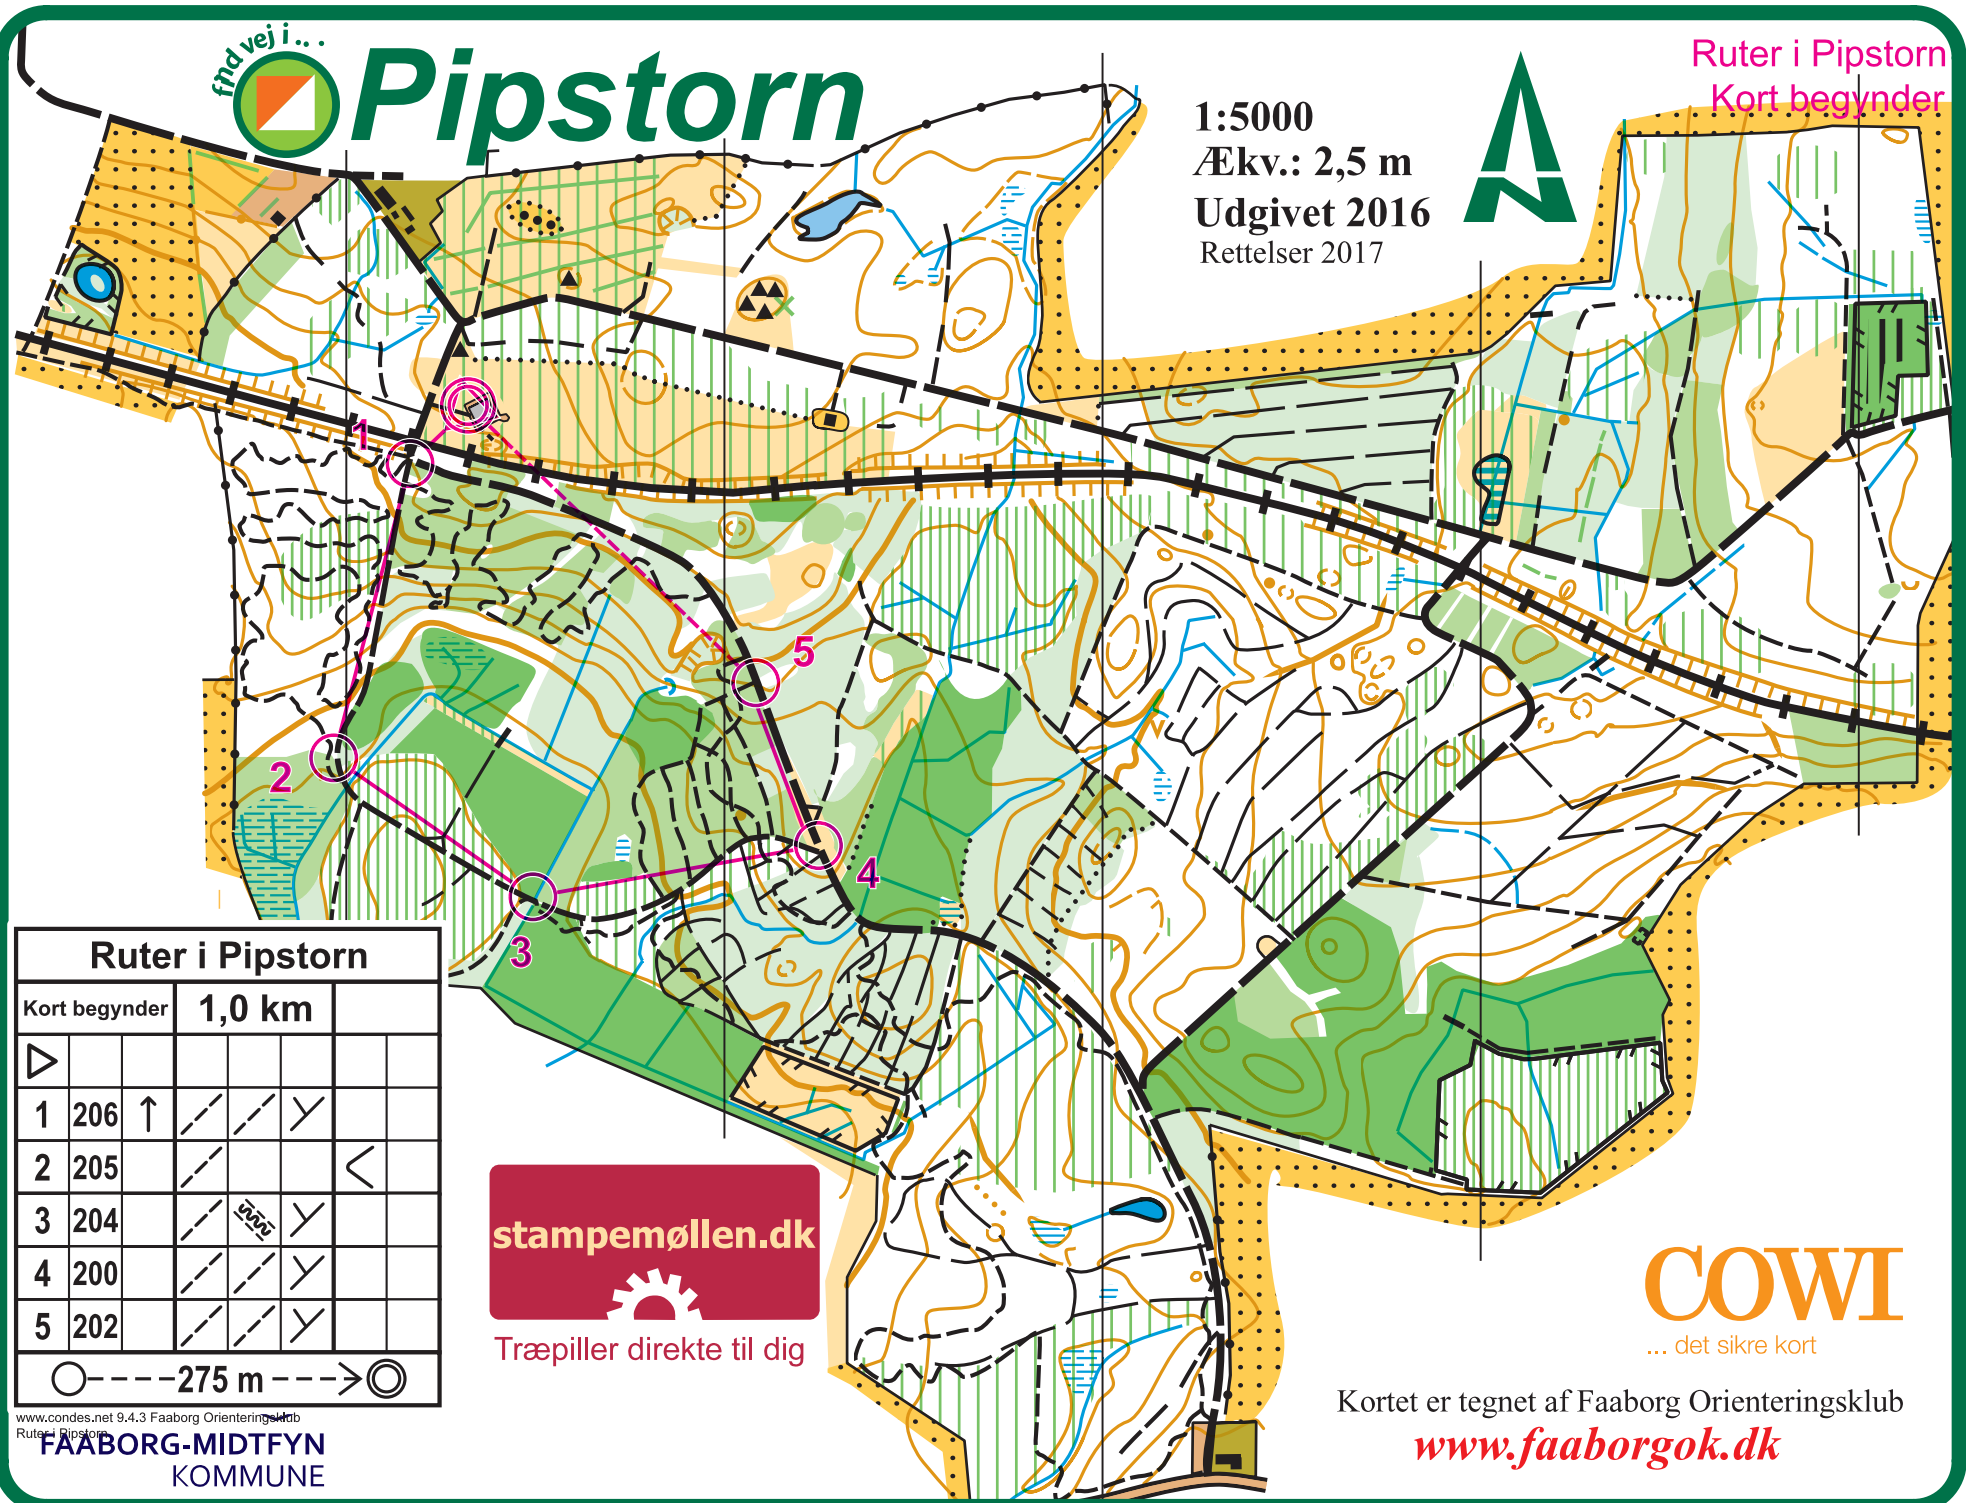 find vej i ...
Pipstorn
1:5000
Ækv.: 2,5 m
Udgivet 2016
Rettelser 2017
N
Ruter i Pipstorn
Kort begynder
1
2
3
4
5
Ruter i Pipstorn
Kort begynder 1,0 km
1 206
2 205
3 204
4 200
5 202
275 m
www.condes.net 9.4.3 Faaborg Orienteringsklub
Ruter i Pipstorn
FAABORG-MIDTFYN
KOMMUNE
stampemøllen.dk
Træpiller direkte til dig
COWI
... det sikre kort
Kortet er tegnet af Faaborg Orienteringsklub
www.faaborgok.dk